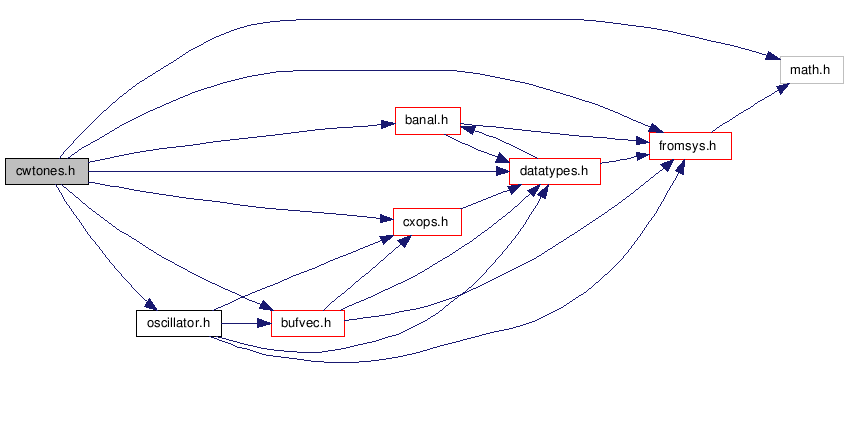 math.h
banal.h
fromsys.h
cwtones.h
datatypes.h
cxops.h
oscillator.h
bufvec.h